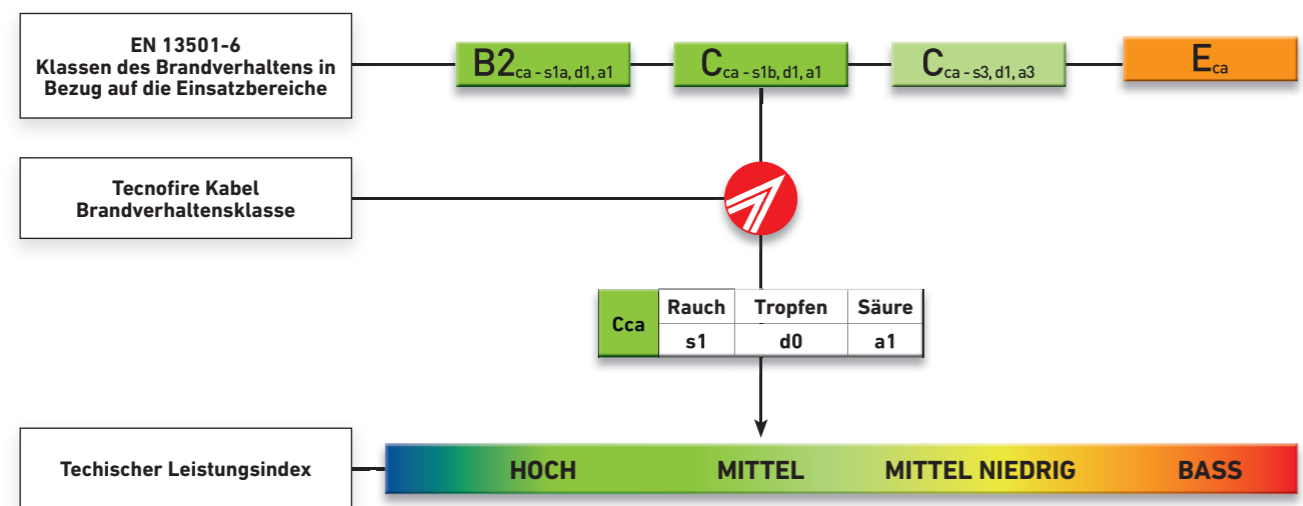 EN 13501-6
Klassen des Brandverhaltens in
Bezug auf die Einsatzbereiche
B2ca - s1a, d1, a1
Cca - s1b, d1, a1
Cca - s3, d1, a3
Eca
Tecnofire Kabel
Brandverhaltensklasse
Cca
Rauch Tropfen Säure
s1 d0 a1
Techischer Leistungsindex
HOCH MITTEL MITTEL NIEDRIG BASS